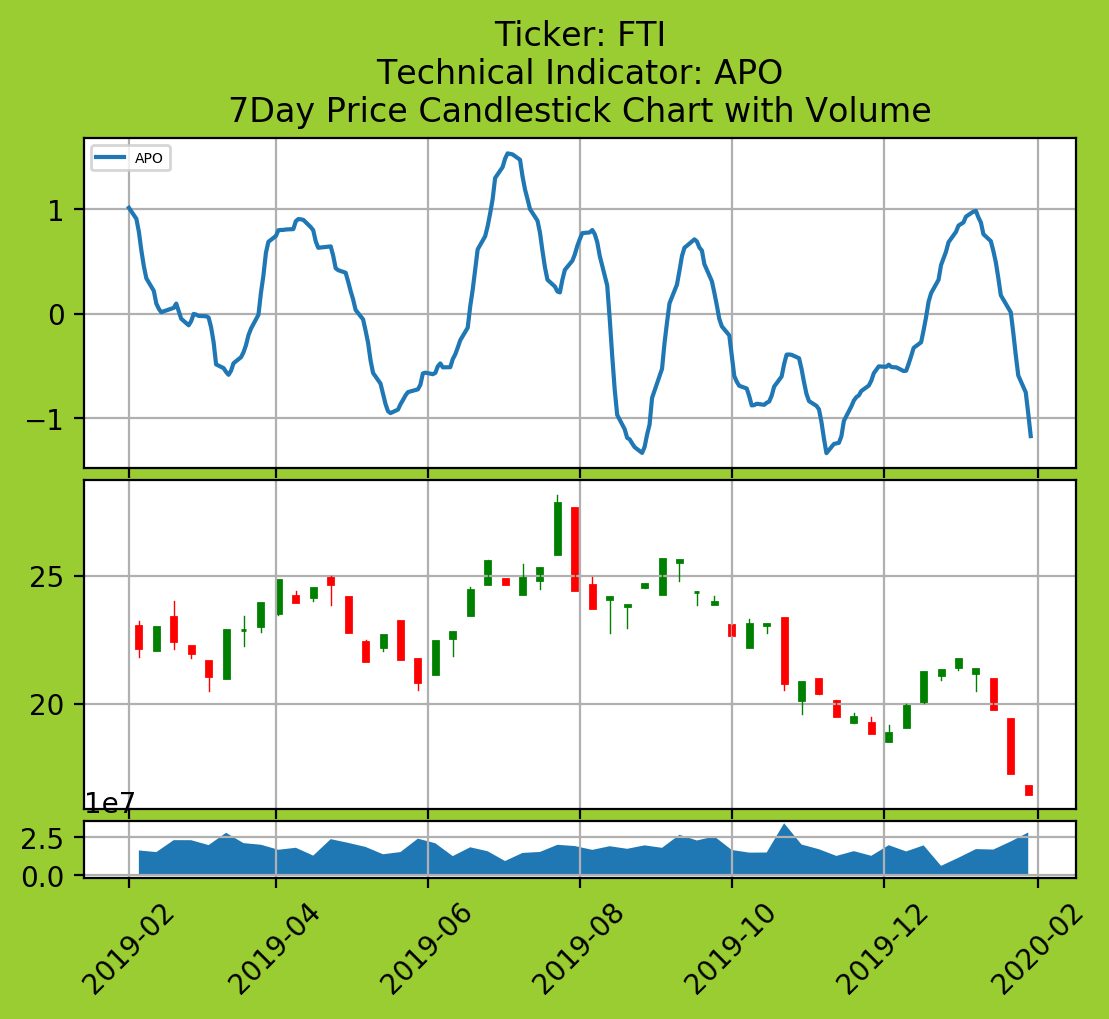 Ticker: FTI
Technical Indicator: APO
7Day Price Candlestick Chart with Volume
APO
1
0
−1
25
20
1e7
2.5
0.0
2019-02
2019-04
2019-06
2019-08
2019-10
2019-12
2020-02